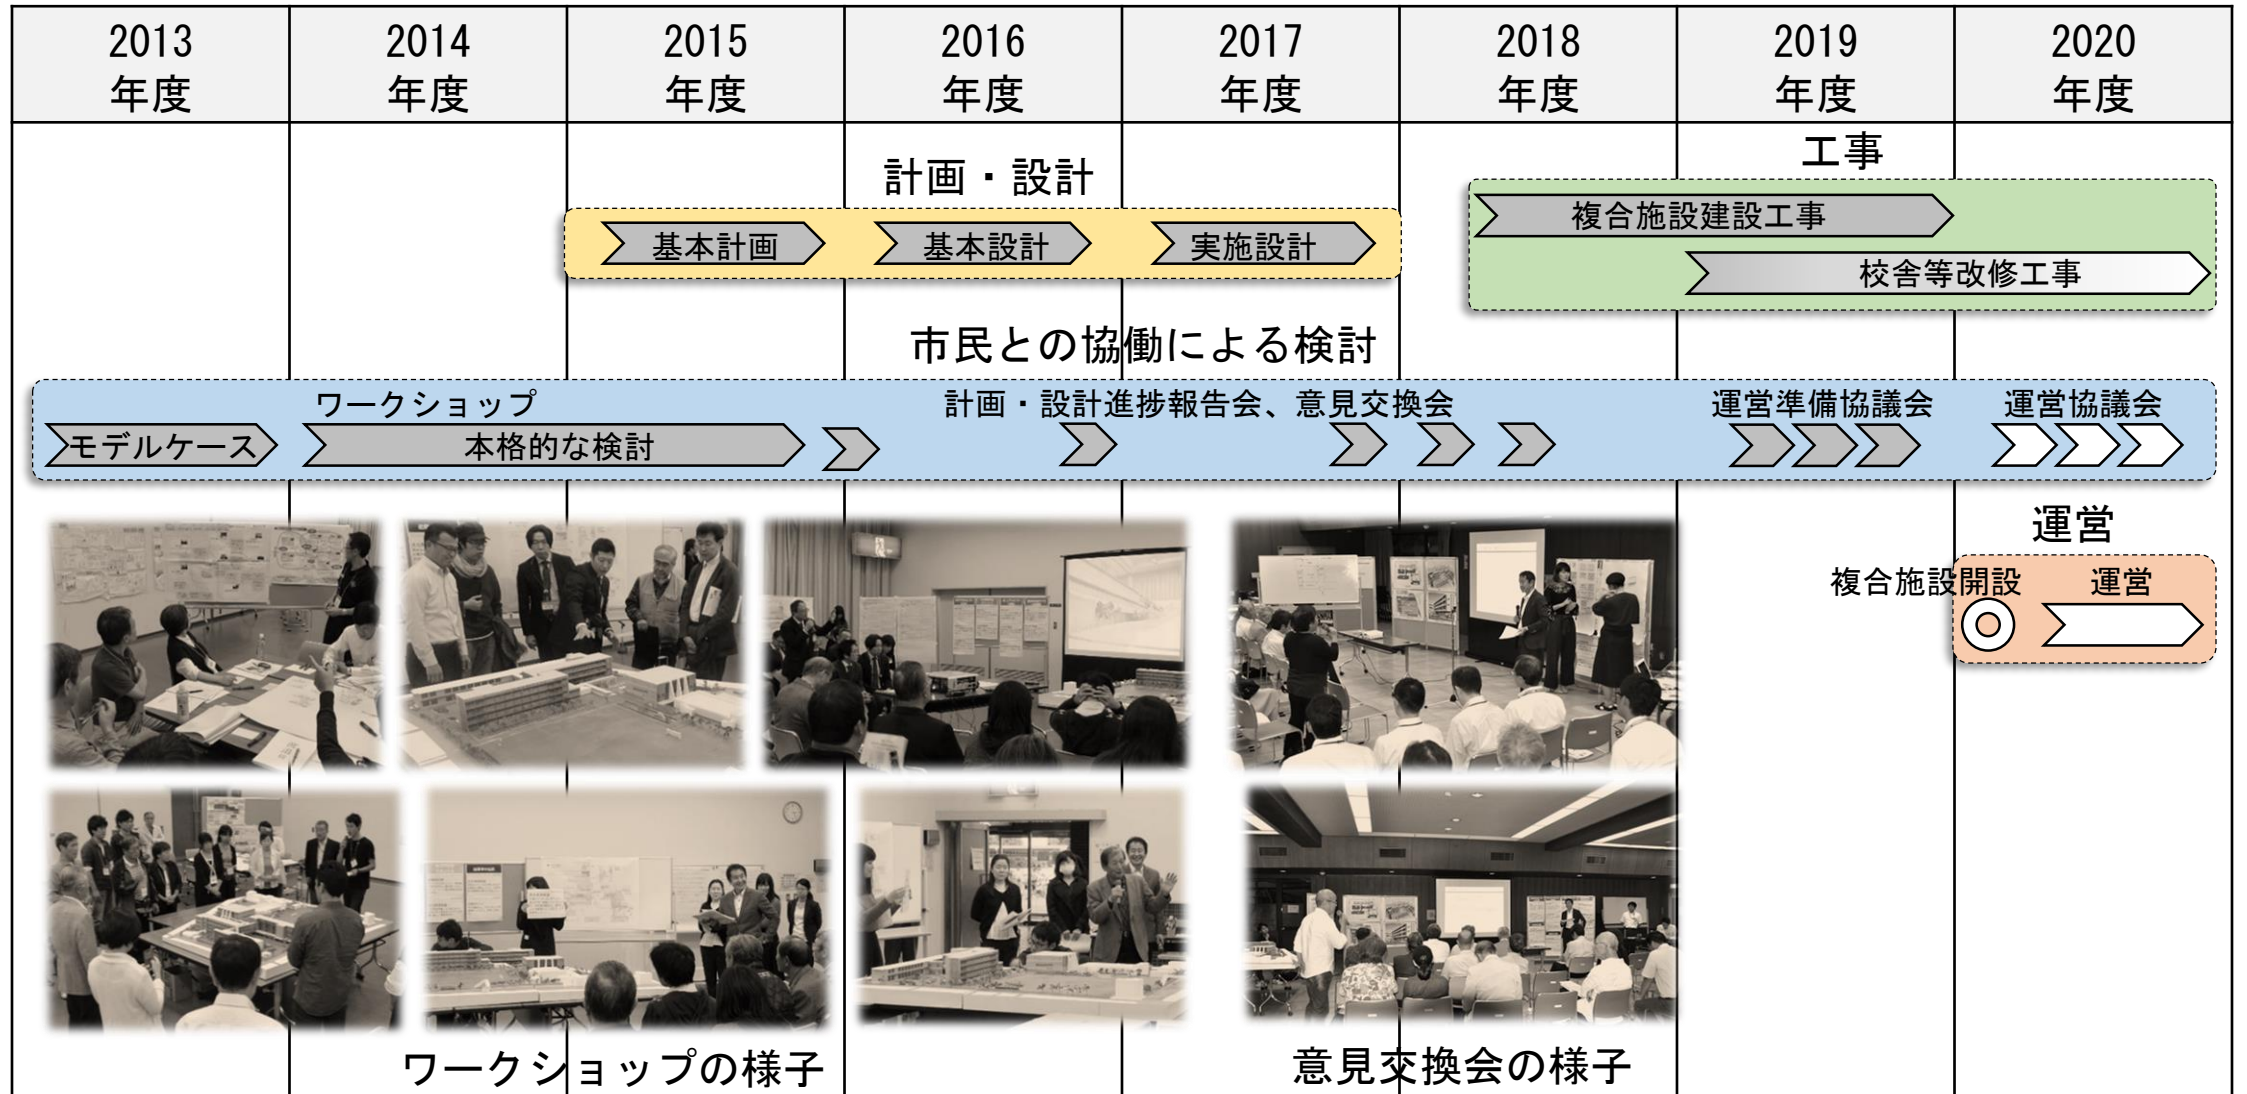 2013
年度
2014
年度
2015
年度
2016
年度
2017
年度
2018
年度
2019
年度
2020
年度
工事
計画・設計
複合施設建設工事
基本計画
基本設計
実施設計
校舎等改修工事
市民との協働による検討
ワークショップ
計画・設計進捗報告会、意見交換会
運営準備協議会
運営協議会
モデルケース
本格的な検討
運営
複合施設開設
運営
ワークショップの様子
意見交換会の様子